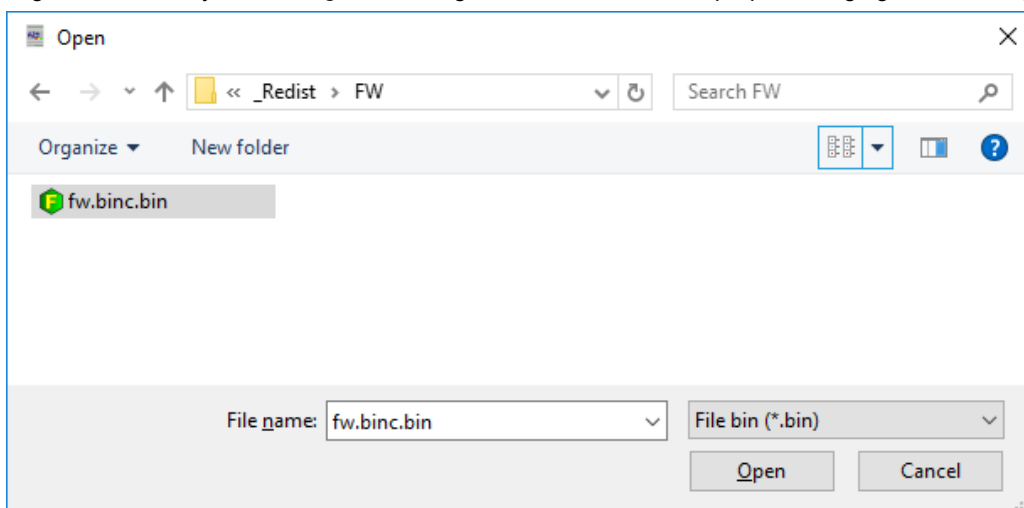 Open
« _Redist > FW
Search FW
Organize
New folder
fw.binc.bin
File name: fw.binc.bin
File bin (*.bin)
Open
Cancel